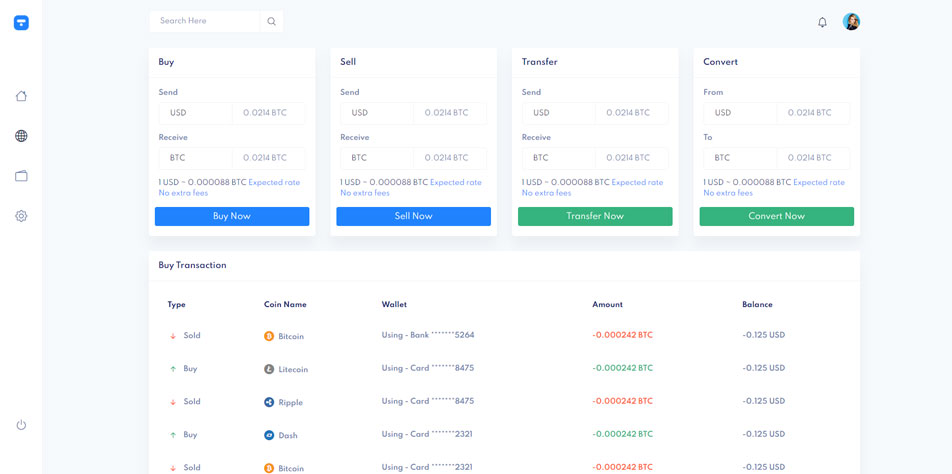 Search Here
Buy
Send
USD 0.0214 BTC
Receive
BTC 0.0214 BTC
1 USD ~ 0.000088 BTC Expected rate
No extra fees
Buy Now
Sell
Send
USD 0.0214 BTC
Receive
BTC 0.0214 BTC
1 USD ~ 0.000088 BTC Expected rate
No extra fees
Sell Now
Transfer
Send
USD 0.0214 BTC
Receive
BTC 0.0214 BTC
1 USD ~ 0.000088 BTC Expected rate
No extra fees
Transfer Now
Convert
From
USD 0.0214 BTC
To
BTC 0.0214 BTC
1 USD ~ 0.000088 BTC Expected rate
No extra fees
Convert Now
Buy Transaction
Type Coin Name Wallet Amount Balance
Sold Bitcoin Using - Bank *******5264 -0.000242 BTC -0.125 USD
Buy Litecoin Using - Card *******8475 -0.000242 BTC -0.125 USD
Sold Ripple Using - Card *******8475 -0.000242 BTC -0.125 USD
Buy Dash Using - Card *******2321 -0.000242 BTC -0.125 USD
Sold Bitcoin Using - Card *******2321 -0.000242 BTC -0.125 USD